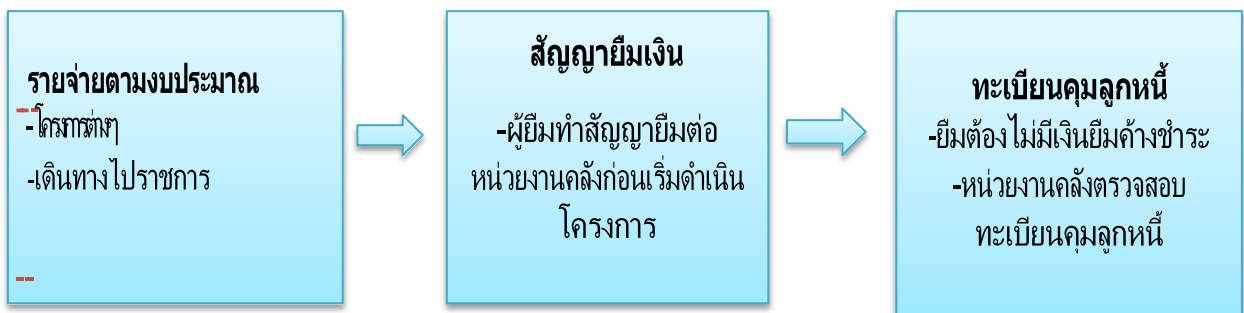 รายจ่ายตามงบประมาณ
-โครงการต่างๆ
-เดินทางไปราชการ
สัญญายืมเงิน
-ผู้ยืมทำสัญญายืมต่อ
หน่วยงานคลังก่อนเริ่มดำเนิน
โครงการ
ทะเบียนคุมลูกหนี้
-ยืมต้องไม่มีเงินยืมค้างชำระ
-หน่วยงานคลังตรวจสอบ
ทะเบียนคุมลูกหนี้